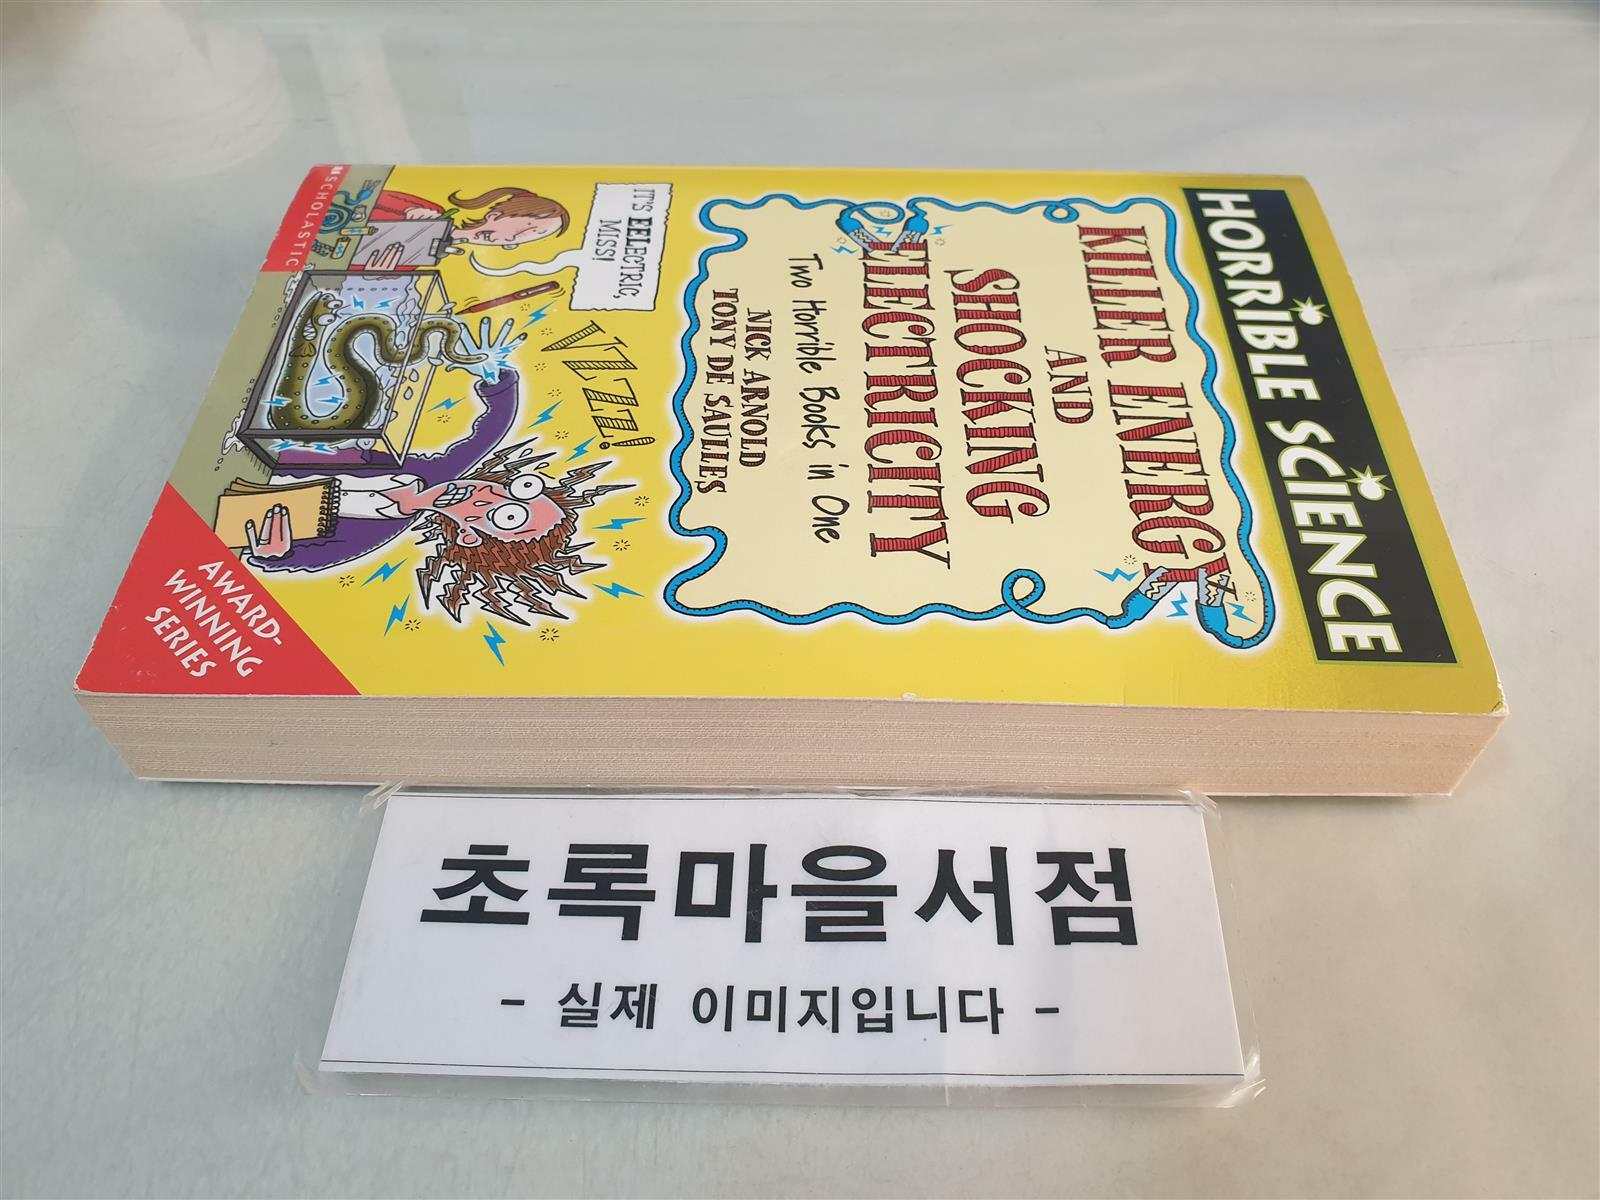 HORRIBLE SCIENCE
KILLER ENERGY
AND
SHOCKING
ELECTRICITY
Two Horrible Books in One
NICK ARNOLD
TONY DE SAULLES
IT'S EELECTRIC,
MISS!
VIZZZ!
SCHOLASTIC
AWARD-
WINNING
SERIES
초록마을서점
- 실제 이미지입니다 -